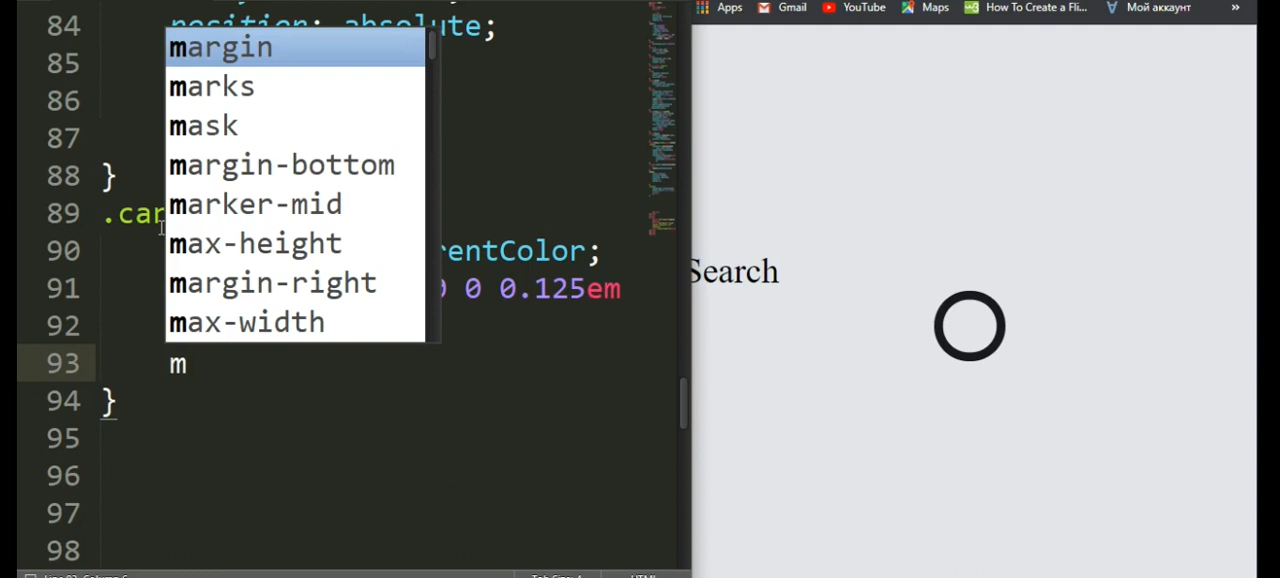 Apps Gmail YouTube Maps How To Create a Fli... Мой аккаунт »
84 position: absolute;
85
86
87
88 }
89 .car
90 rentColor;
91 0 0.125em
92
93 m
94 }
95
96
97
98
margin
marks
mask
margin-bottom
marker-mid
max-height
margin-right
max-width
Search